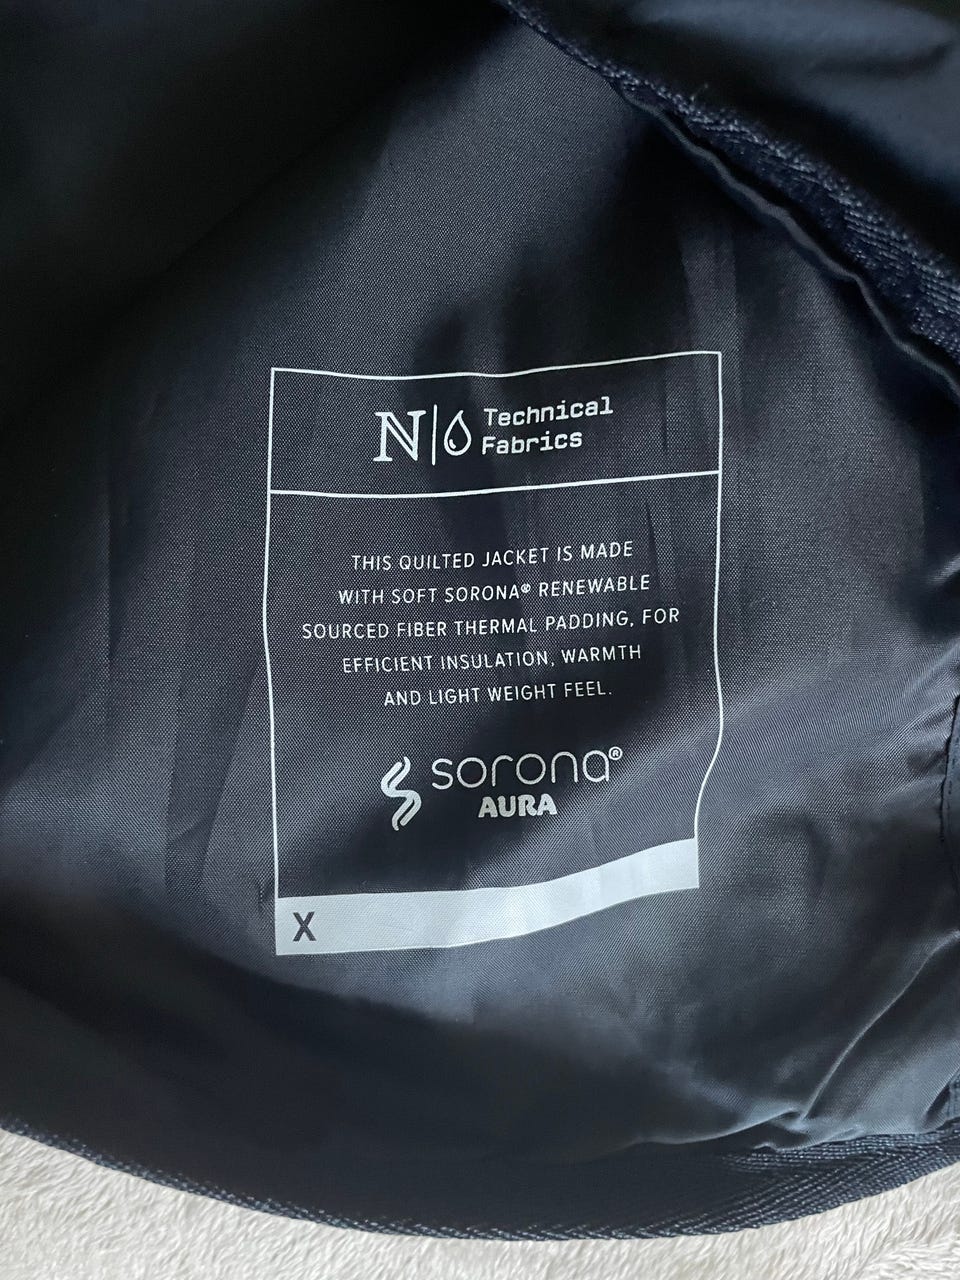 N Technical
Fabrics
THIS QUILTED JACKET IS MADE
WITH SOFT SORONA® RENEWABLE
SOURCED FIBER THERMAL PADDING, FOR
EFFICIENT INSULATION, WARMTH
AND LIGHT WEIGHT FEEL.
sorona®
AURA
X